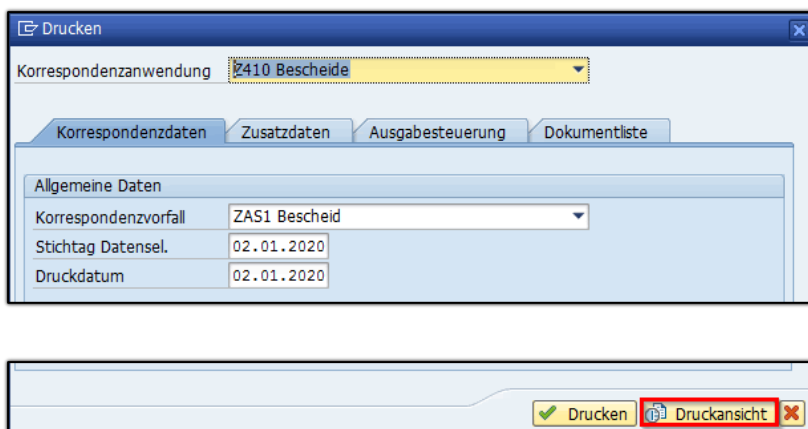 Drucken
Korrespondenzanwendung Z410 Bescheide
Korrespondenzdaten Zusatzdaten Ausgabesteuerung Dokumentliste
Allgemeine Daten
Korrespondenzvorfall ZAS1 Bescheid
Stichtag Datensel. 02.01.2020
Druckdatum 02.01.2020
Drucken Druckansicht